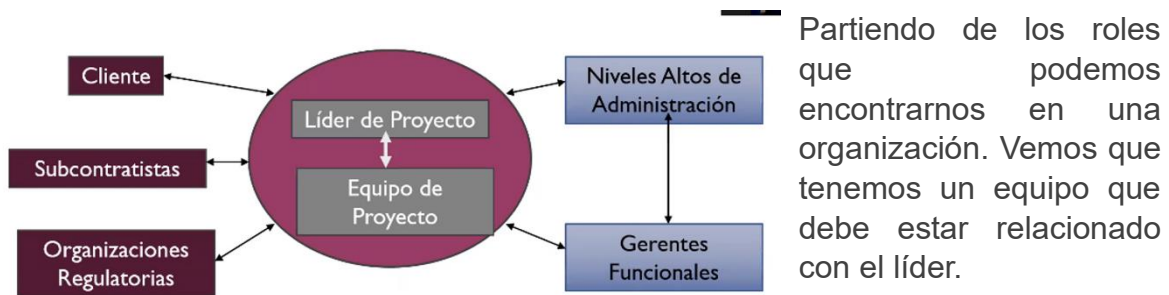 Cliente
Subcontratistas
Organizaciones
Regulatorias
Líder de Proyecto
Equipo de
Proyecto
Niveles Altos de
Administración
Gerentes
Funcionales
Partiendo de los roles
que podemos
encontrarnos en una
organización. Vemos que
tenemos un equipo que
debe estar relacionado
con el líder.